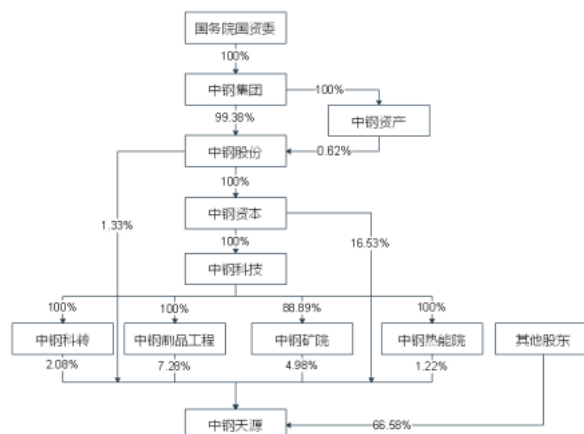 国务院国资委
100%
中钢集团
100%
99.38%
中钢资产
中钢股份
0.62%
100%
1.33%
中钢资本
16.53%
100%
中钢科技
100%
100%
88.89%
100%
中钢科转
中钢制品工程
中钢矿院
中钢热能院
其他股东
2.08%
7.28%
4.98%
1.22%
中钢天源
66.58%